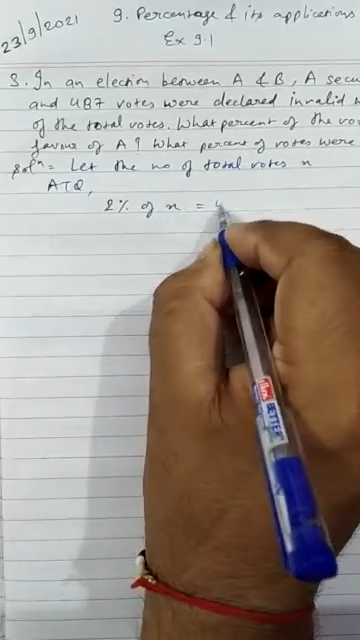 9. Percentage & its applications
23/9/2021
Ex 9.1
3. In an election between A & B, A secu
and 487 votes were declared invalid w
of the total votes. What percent of the vo
favour of A? What percent of votes were
Solⁿ= Let the no of total votes x
ATQ,
2% of x = 4
BETTER